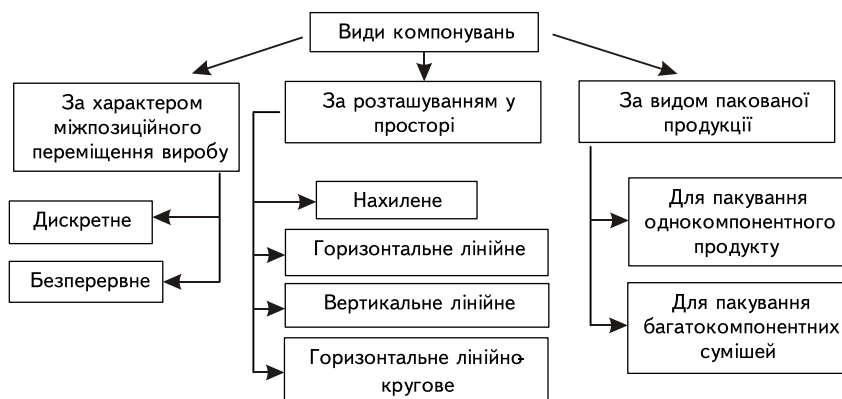 Види компонувань
За характером
міжпозиційного
переміщення виробу
Дискретне
Безперервне
За розташуванням у
просторі
Нахилене
Горизонтальне лінійне
Вертикальне лінійне
Горизонтальне лінійно-
кругове
За видом пакованої
продукції
Для пакування
однокомпонентного
продукту
Для пакування
багатокомпонентних
сумішей